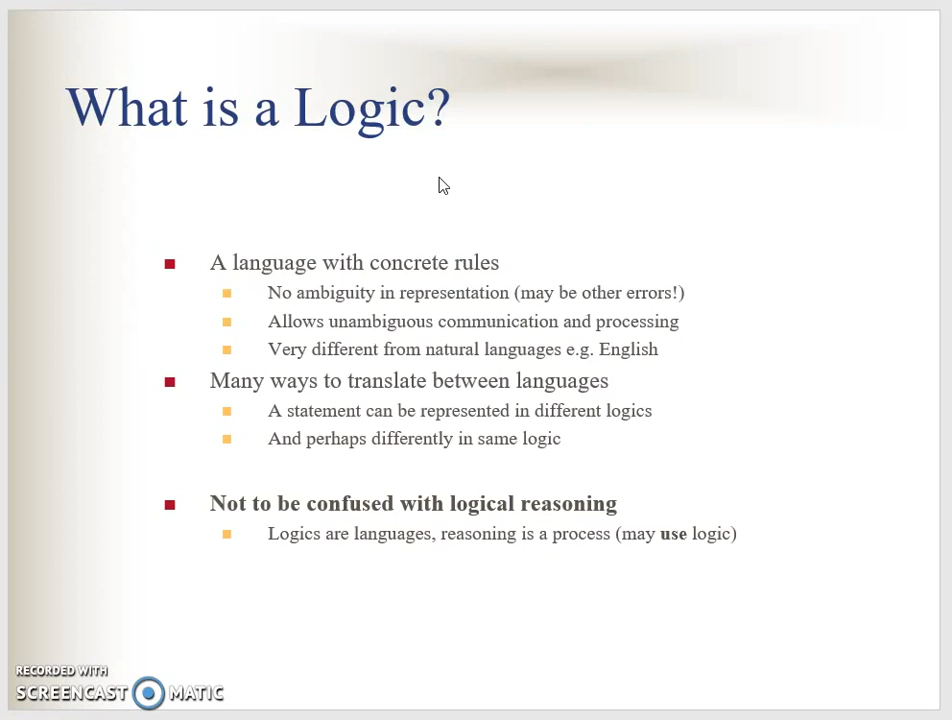 What is a Logic?
A language with concrete rules
No ambiguity in representation (may be other errors!)
Allows unambiguous communication and processing
Very different from natural languages e.g. English
Many ways to translate between languages
A statement can be represented in different logics
And perhaps differently in same logic
Not to be confused with logical reasoning
Logics are languages, reasoning is a process (may use logic)
RECORDED WITH
SCREENCAST MATIC